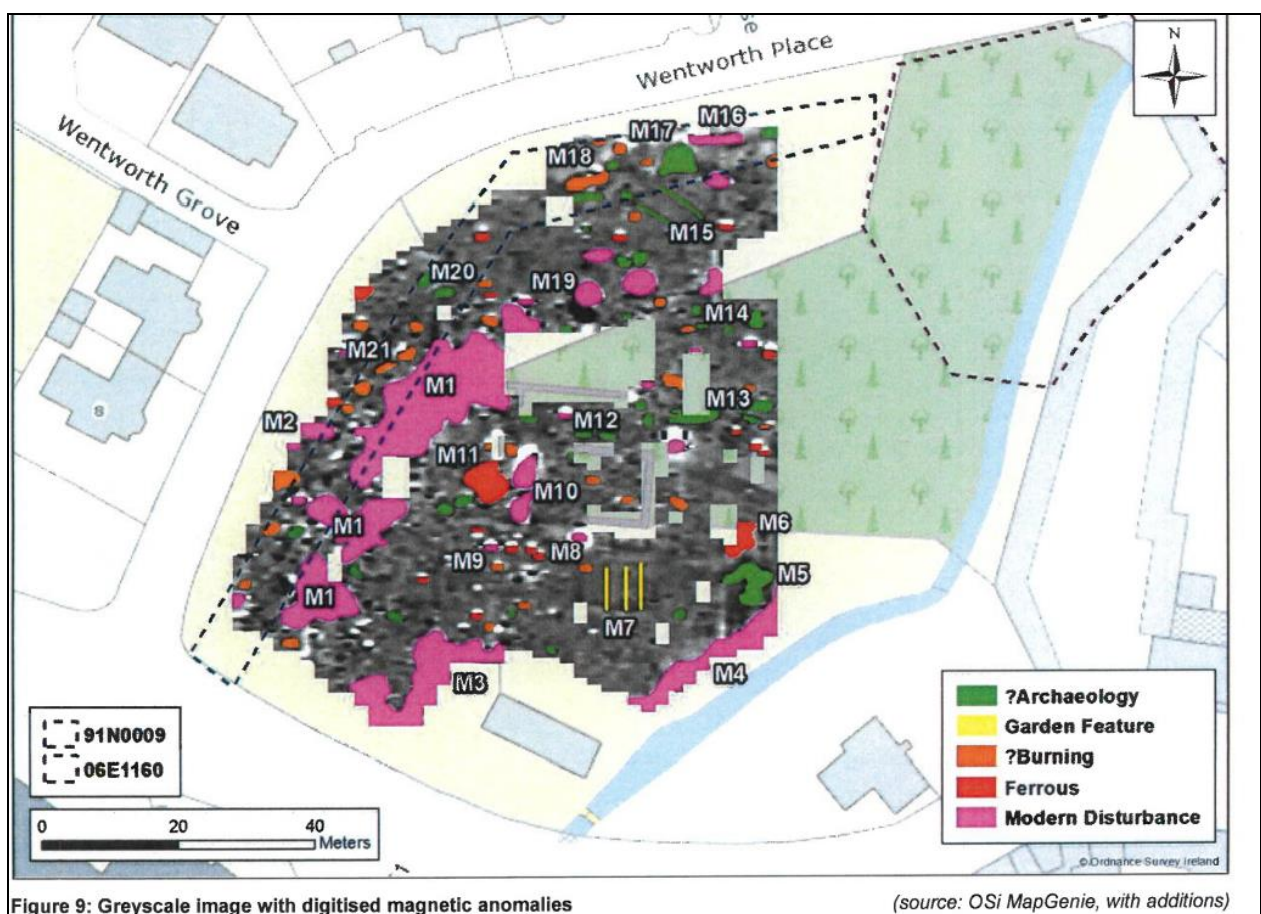 Wentworth Place
Wentworth Grove
N
M16
M17
M18
M15
M20
M19
M14
M21
M1
M13
M2
M12
M11
M10
M1
M6
M9
M8
M5
M1
M7
M4
M3
8
91N0009
06E1160
0 20 40
Meters
?Archaeology
Garden Feature
?Burning
Ferrous
Modern Disturbance
© Ordnance Survey Ireland
Figure 9: Greyscale image with digitised magnetic anomalies
(source: OSi MapGenie, with additions)